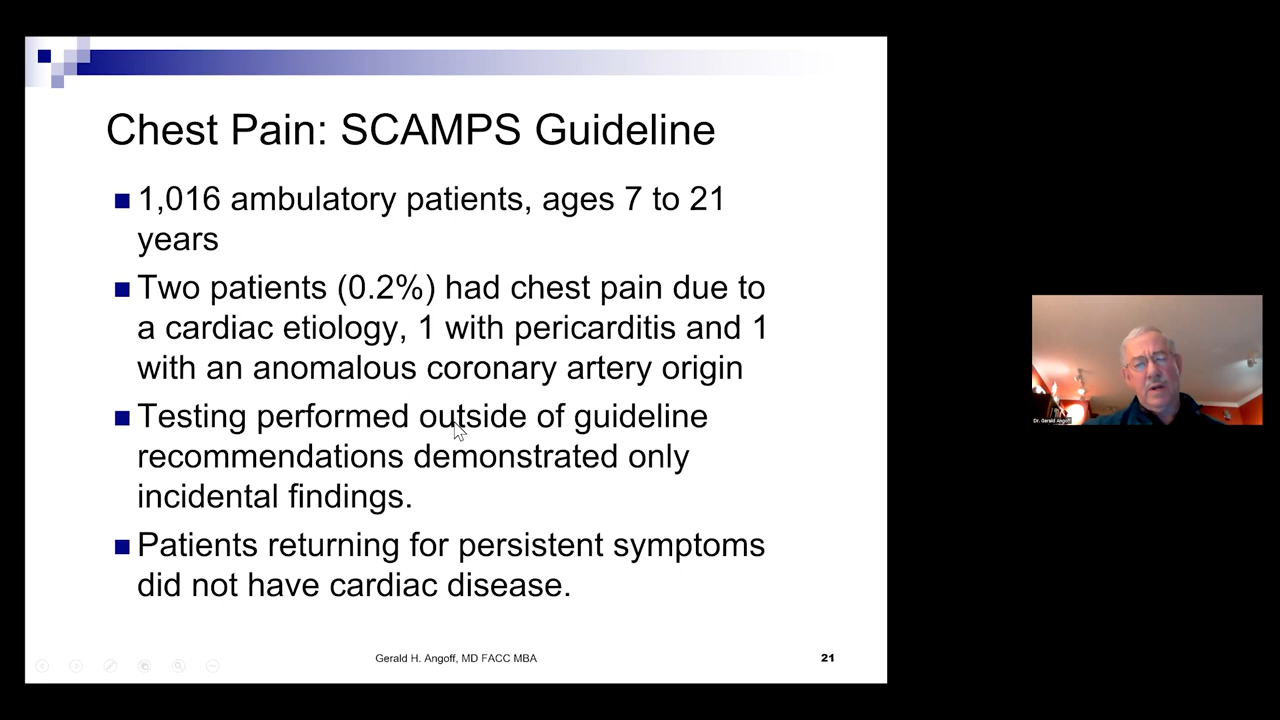 Chest Pain: SCAMPS Guideline
1,016 ambulatory patients, ages 7 to 21
years
Two patients (0.2%) had chest pain due to
a cardiac etiology, 1 with pericarditis and 1
with an anomalous coronary artery origin
Testing performed outside of guideline
recommendations demonstrated only
incidental findings.
Patients returning for persistent symptoms
did not have cardiac disease.
Gerald H. Angoff, MD FACC MBA
21
Dr. Gerald Angoff